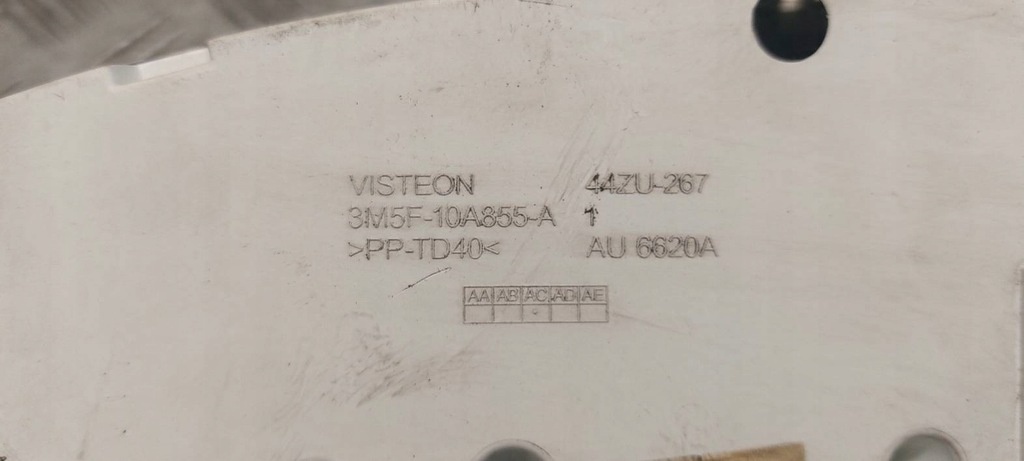 VISTEON 44ZU-267
3M5F-10A855-A 1
>PP-TD40< AU 6620A
AA AB AC AD AE